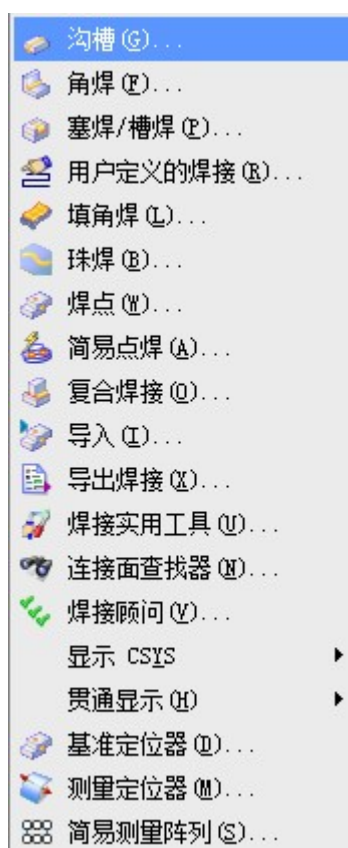 沟槽(G)...
角焊(F)...
塞焊/槽焊(P)...
用户定义的焊接(R)...
填角焊(L)...
珠焊(B)...
焊点(W)...
简易点焊(A)...
复合焊接(O)...
导入(I)...
导出焊接(X)...
焊接实用工具(U)...
连接面查找器(N)...
焊接顾问(V)...
显示 CSYS
贯通显示(H)
基准定位器(D)...
测量定位器(M)...
简易测量阵列(S)...